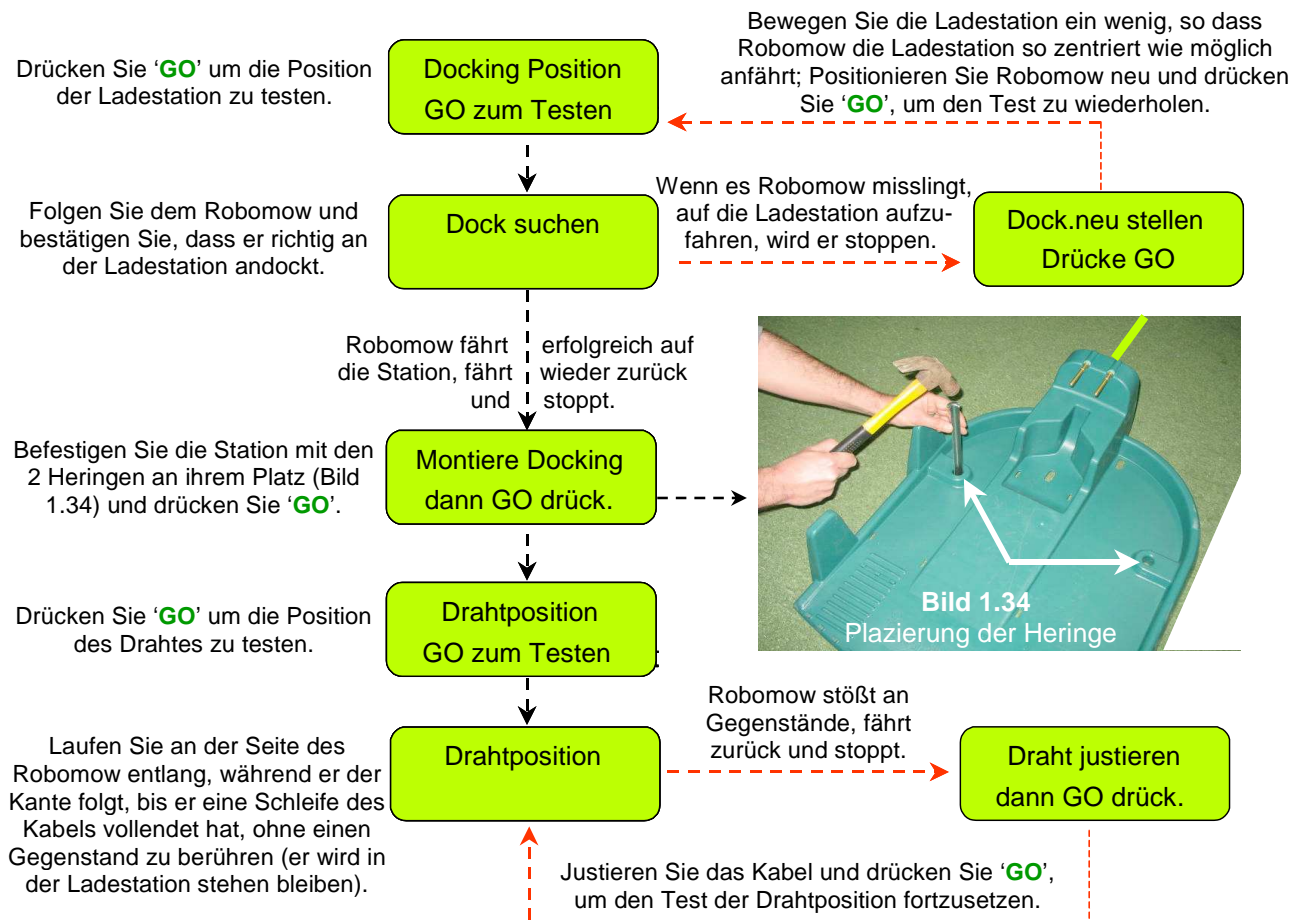 Drücken Sie ‘GO’ um die Position
der Ladestation zu testen.
Docking Position
GO zum Testen
Bewegen Sie die Ladestation ein wenig, so dass
Robomow die Ladestation so zentriert wie möglich
anfährt; Positionieren Sie Robomow neu und drücken
Sie ‘GO’, um den Test zu wiederholen.
Folgen Sie dem Robomow und
bestätigen Sie, dass er richtig an
der Ladestation andockt.
Dock suchen
Wenn es Robomow misslingt,
auf die Ladestation aufzu-
fahren, wird er stoppen.
Dock.neu stellen
Drücke GO
Robomow fährt erfolgreich auf
die Station, fährt wieder zurück
und stoppt.
Befestigen Sie die Station mit den
2 Heringen an ihrem Platz (Bild
1.34) und drücken Sie ‘GO’.
Montiere Docking
dann GO drück.
Bild 1.34
Plazierung der Heringe
Drücken Sie ‘GO’ um die Position
des Drahtes zu testen.
Drahtposition
GO zum Testen
Laufen Sie an der Seite des
Robomow entlang, während er der
Kante folgt, bis er eine Schleife des
Kabels vollendet hat, ohne einen
Gegenstand zu berühren (er wird in
der Ladestation stehen bleiben).
Drahtposition
Robomow stößt an
Gegenstände, fährt
zurück und stoppt.
Draht justieren
dann GO drück.
Justieren Sie das Kabel und drücken Sie ‘GO’,
um den Test der Drahtposition fortzusetzen.